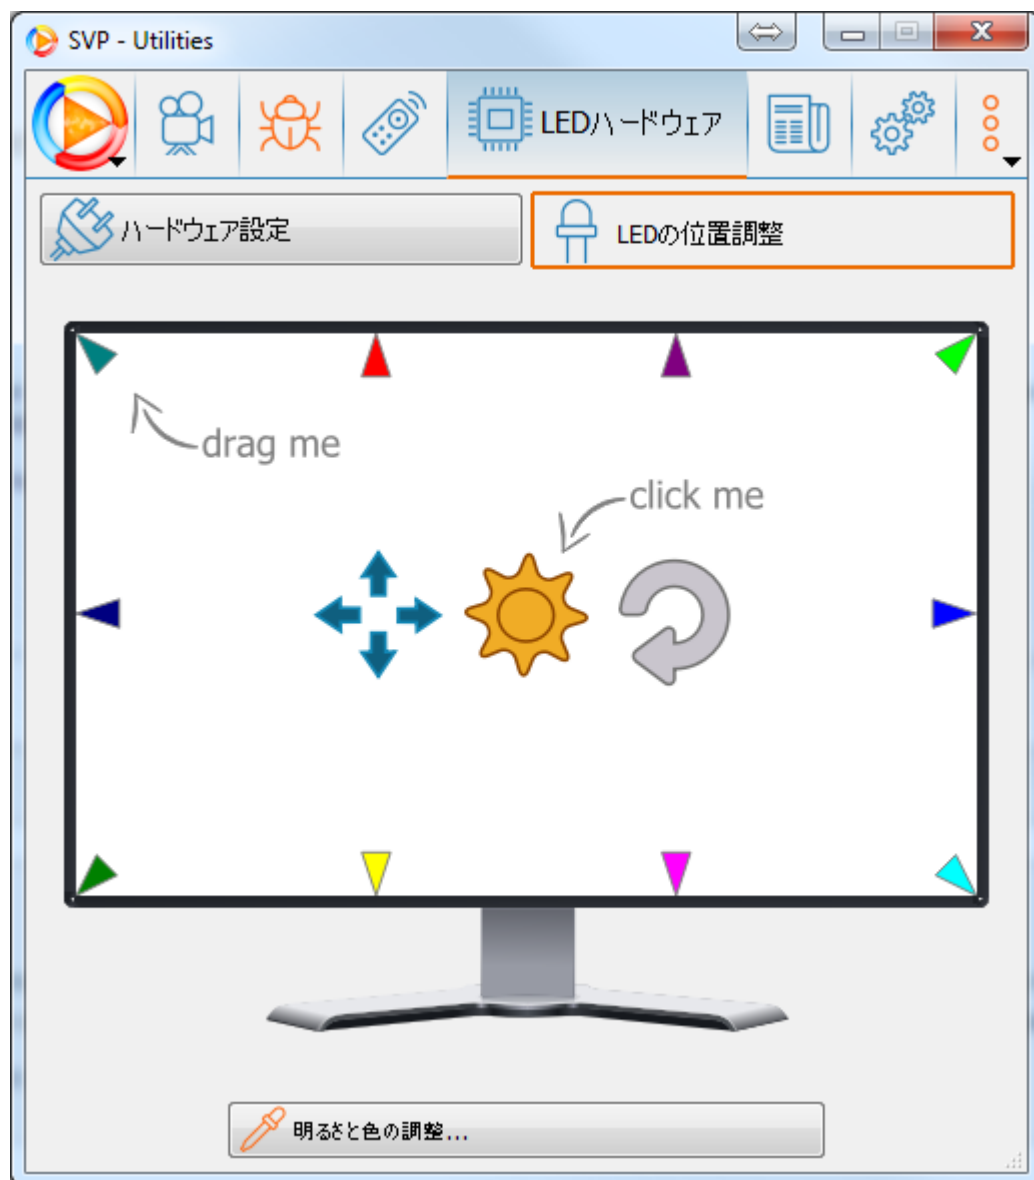 SVP - Utilities
LEDハードウェア
ハードウェア設定
LEDの位置調整
drag me
click me
明るさと色の調整...